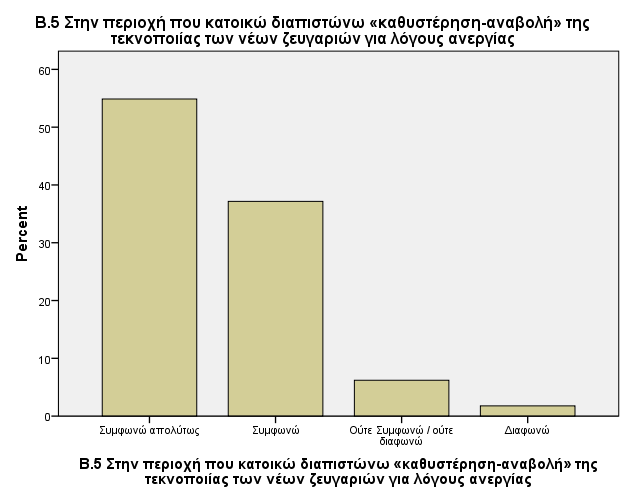 Β.5 Στην περιοχή που κατοικώ διαπιστώνω «καθυστέρηση-αναβολή» της
τεκνοποιίας των νέων ζευγαριών για λόγους ανεργίας
60
50
40
30
20
10
0
Percent
Συμφωνώ απολύτως
Συμφωνώ
Ούτε Συμφωνώ / ούτε
διαφωνώ
Διαφωνώ
Β.5 Στην περιοχή που κατοικώ διαπιστώνω «καθυστέρηση-αναβολή» της
τεκνοποιίας των νέων ζευγαριών για λόγους ανεργίας